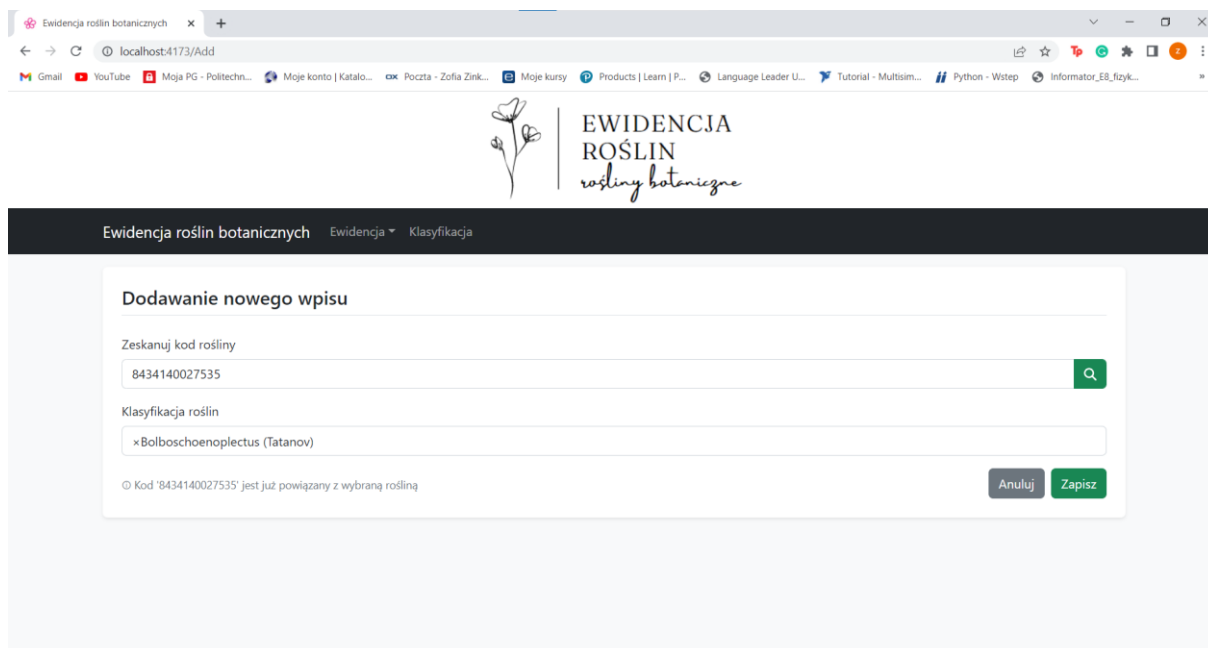 Ewidencja roślin botanicznych
localhost:4173/Add
Gmail YouTube Moja PG - Politechn... Moje konto | Katalo... Poczta - Zofia Zink... Moje kursy Products | Learn | P... Language Leader U... Tutorial - Multisim... Python - Wstep Informator_E8_fizyk...
EWIDENCJA
ROŚLIN
rośliny botaniczne
Ewidencja roślin botanicznych Ewidencja Klasyfikacja
Dodawanie nowego wpisu
Zeskanuj kod rośliny
8434140027535
Klasyfikacja roślin
×Bolboschoenoplectus (Tatanov)
Kod '8434140027535' jest już powiązany z wybraną rośliną
Anuluj Zapisz